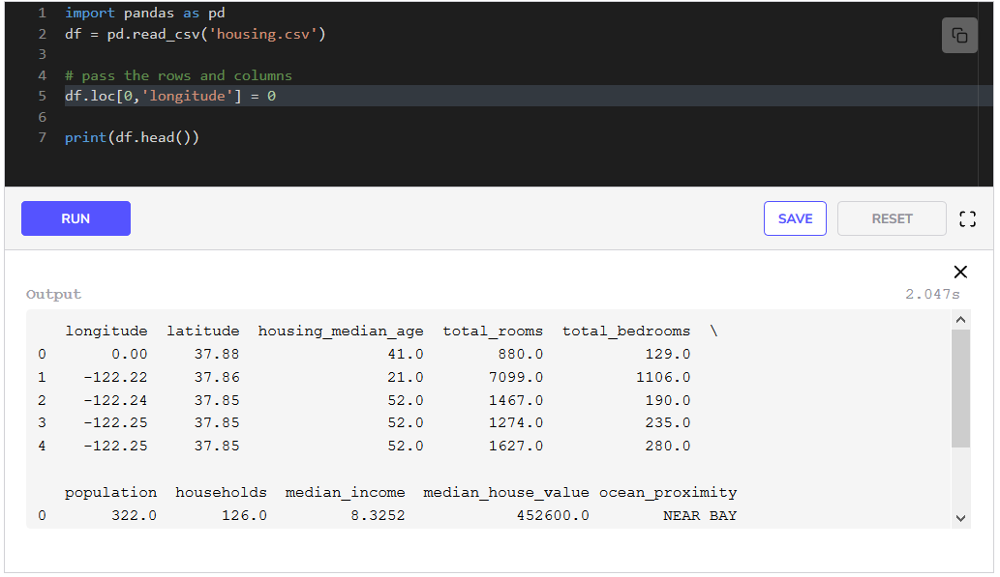 1 import pandas as pd
2 df = pd.read_csv('housing.csv')
3
4 # pass the rows and columns
5 df.loc[0,'longitude'] = 0
6
7 print(df.head())
RUN SAVE RESET
Output 2.047s
longitude latitude housing_median_age total_rooms total_bedrooms \
0 0.00 37.88 41.0 880.0 129.0
1 -122.22 37.86 21.0 7099.0 1106.0
2 -122.24 37.85 52.0 1467.0 190.0
3 -122.25 37.85 52.0 1274.0 235.0
4 -122.25 37.85 52.0 1627.0 280.0
population households median_income median_house_value ocean_proximity
0 322.0 126.0 8.3252 452600.0 NEAR BAY